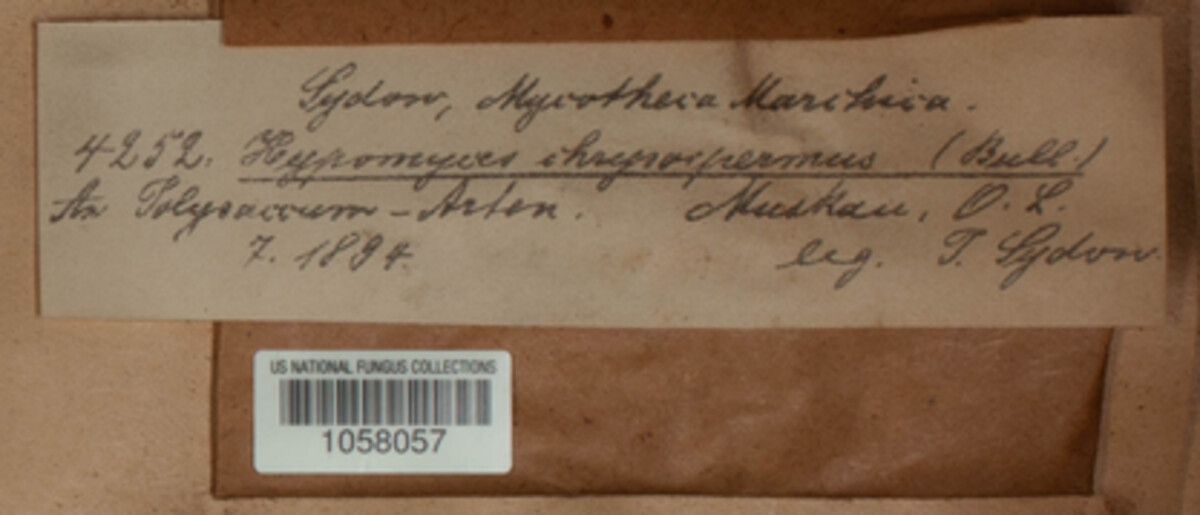 Sydow, Mycotheca Marchica.
4252. Hypomyces chrysospermus (Bull.)
An Polysaccum-Arten. Muskau, O. L.
7. 1894 leg. P. Sydow
US NATIONAL FUNGUS COLLECTIONS
1058057